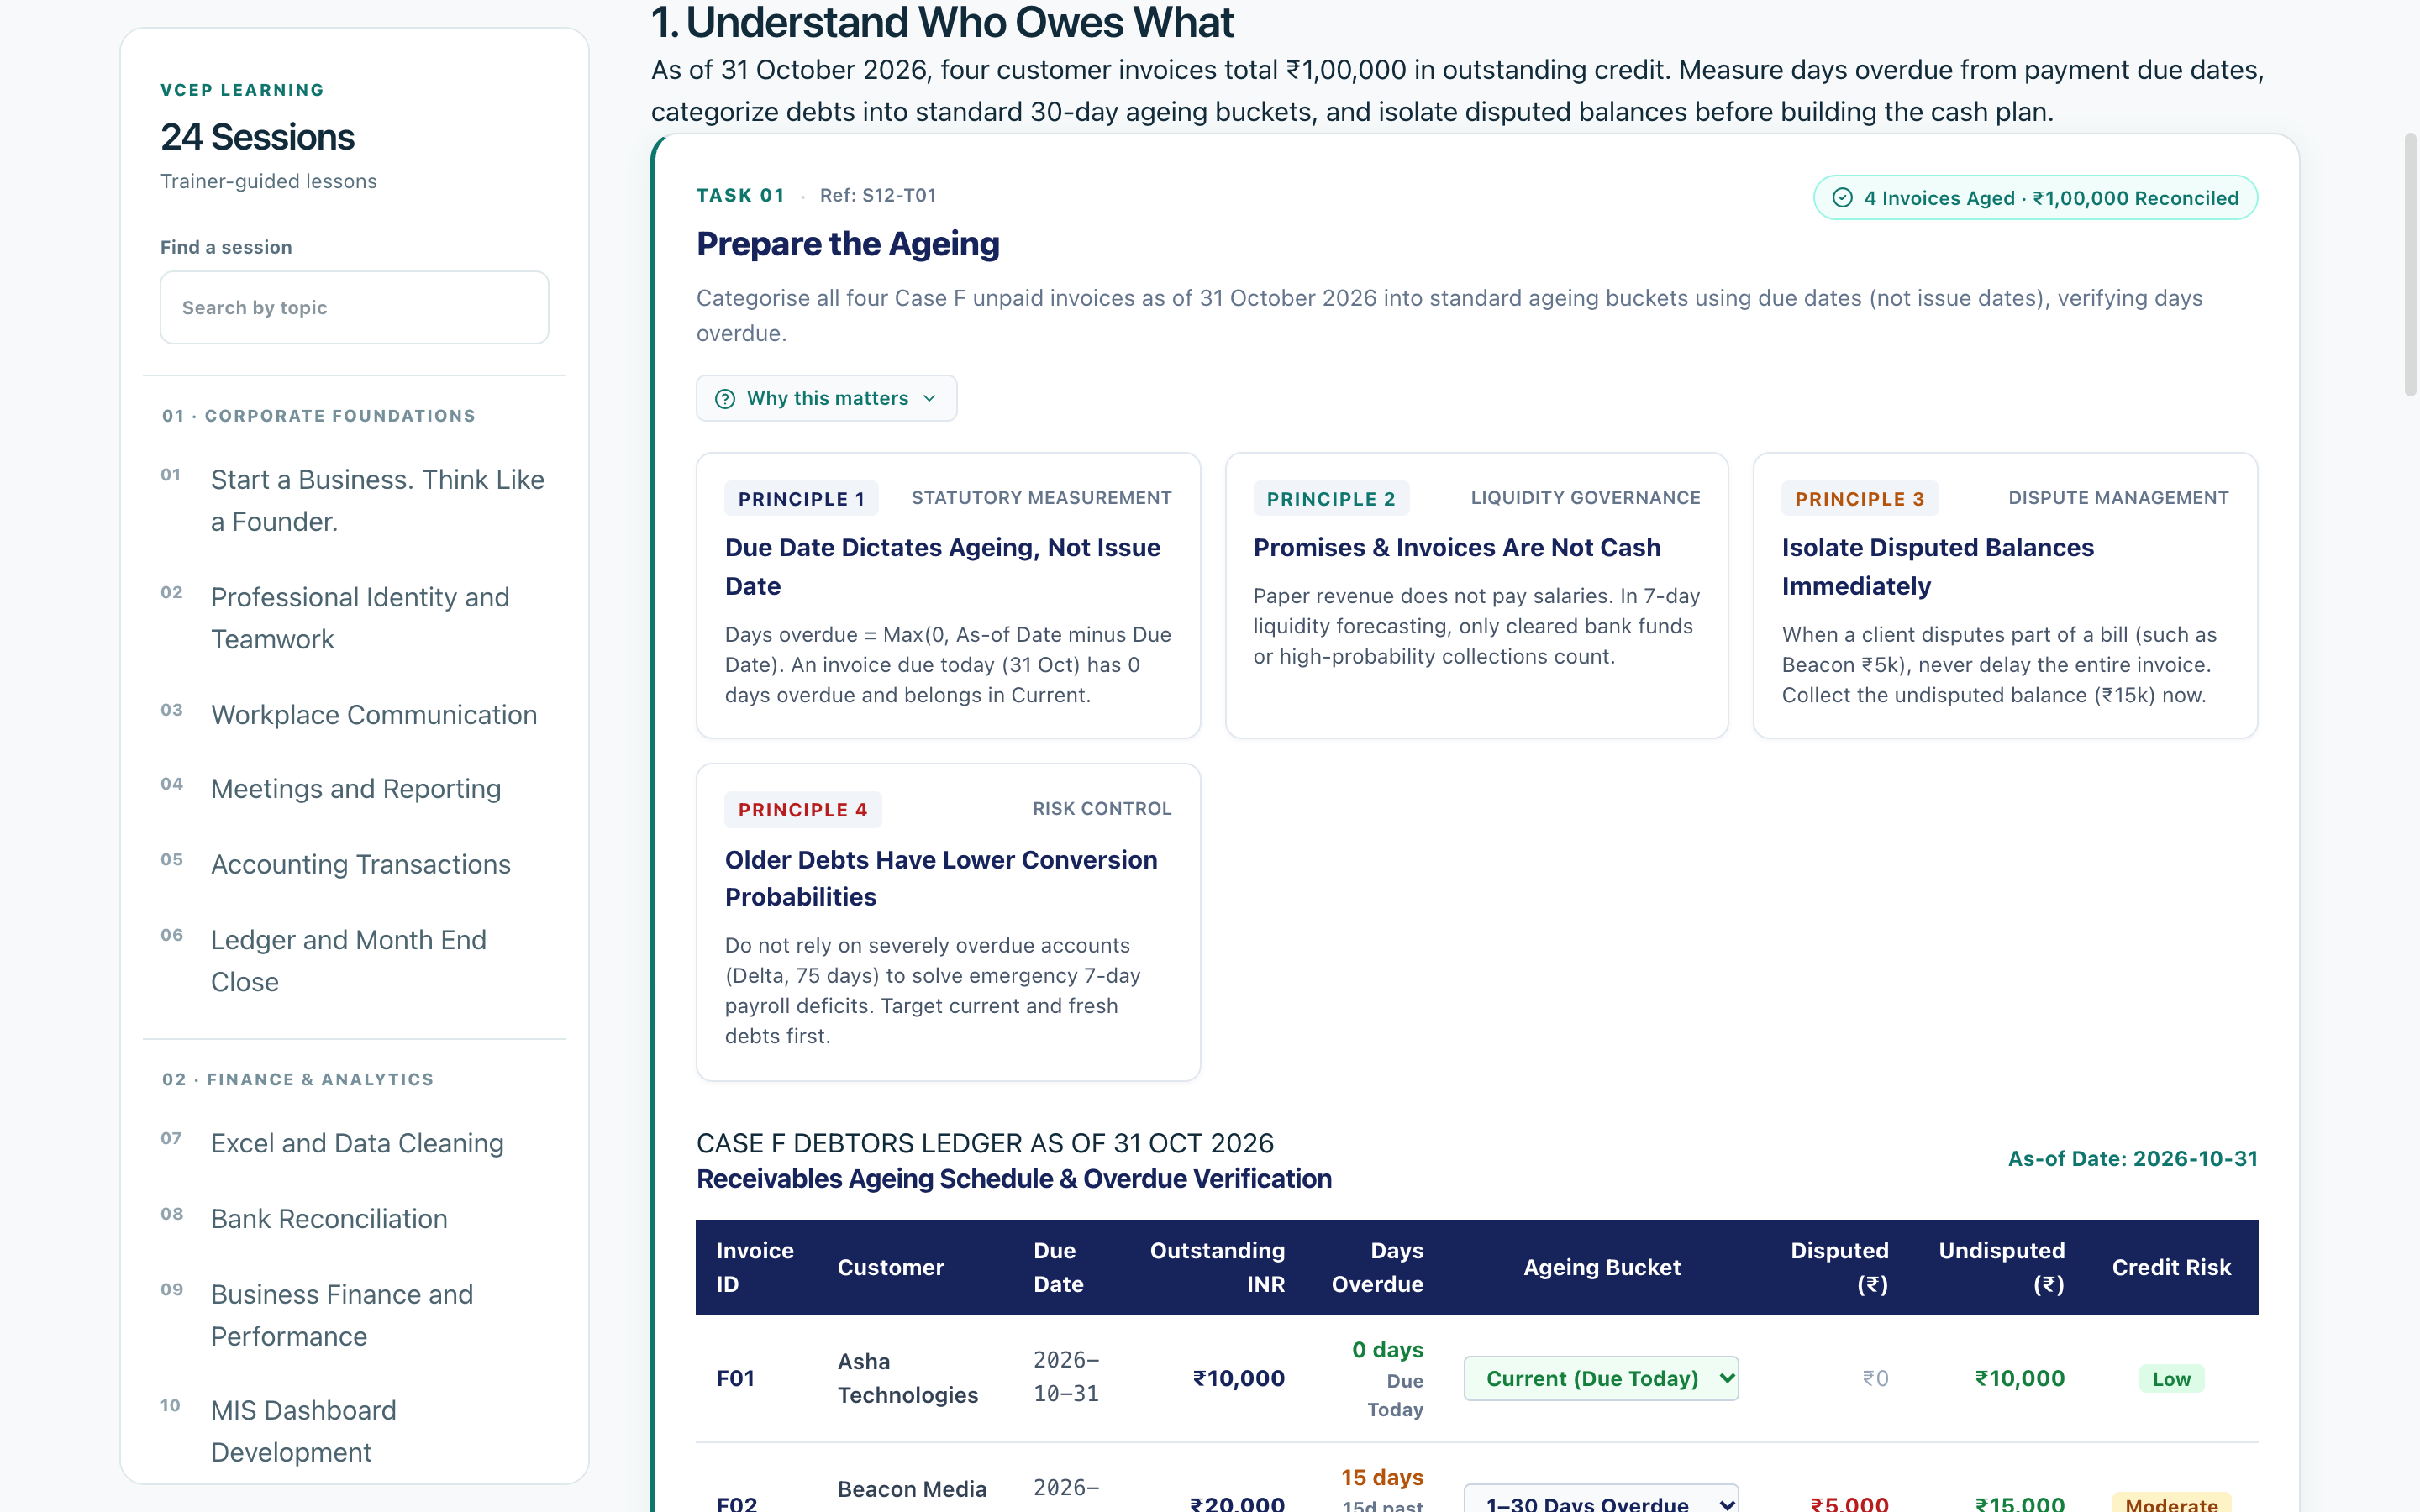 VCEP LEARNING
24 Sessions
Trainer-guided lessons
Find a session
Search by topic
01 · CORPORATE FOUNDATIONS
01 Start a Business. Think Like
a Founder.
02 Professional Identity and
Teamwork
03 Workplace Communication
04 Meetings and Reporting
05 Accounting Transactions
06 Ledger and Month End
Close
02 · FINANCE & ANALYTICS
07 Excel and Data Cleaning
08 Bank Reconciliation
09 Business Finance and
Performance
10 MIS Dashboard
Development
1. Understand Who Owes What
As of 31 October 2026, four customer invoices total ₹1,00,000 in outstanding credit. Measure days overdue from payment due dates,
categorize debts into standard 30-day ageing buckets, and isolate disputed balances before building the cash plan.
TASK 01 · Ref: S12-T01
4 Invoices Aged · ₹1,00,000 Reconciled
Prepare the Ageing
Categorise all four Case F unpaid invoices as of 31 October 2026 into standard ageing buckets using due dates (not issue dates), verifying days
overdue.
Why this matters
PRINCIPLE 1 STATUTORY MEASUREMENT
Due Date Dictates Ageing, Not Issue
Date
Days overdue = Max(0, As-of Date minus Due
Date). An invoice due today (31 Oct) has 0
days overdue and belongs in Current.
PRINCIPLE 2 LIQUIDITY GOVERNANCE
Promises & Invoices Are Not Cash
Paper revenue does not pay salaries. In 7-day
liquidity forecasting, only cleared bank funds
or high-probability collections count.
PRINCIPLE 3 DISPUTE MANAGEMENT
Isolate Disputed Balances
Immediately
When a client disputes part of a bill (such as
Beacon ₹5k), never delay the entire invoice.
Collect the undisputed balance (₹15k) now.
PRINCIPLE 4 RISK CONTROL
Older Debts Have Lower Conversion
Probabilities
Do not rely on severely overdue accounts
(Delta, 75 days) to solve emergency 7-day
payroll deficits. Target current and fresh
debts first.
CASE F DEBTORS LEDGER AS OF 31 OCT 2026
Receivables Ageing Schedule & Overdue Verification
As-of Date: 2026-10-31
Invoice ID Customer Due Date Outstanding INR Days Overdue Ageing Bucket Disputed (₹) Undisputed (₹) Credit Risk
F01 Asha Technologies 2026-10-31 ₹10,000 0 days Due Today Current (Due Today) ₹0 ₹10,000 Low
F02 Beacon Media 2026- ₹20,000 15 days 15d past 1–30 Days Overdue ₹5,000 ₹15,000 Moderate